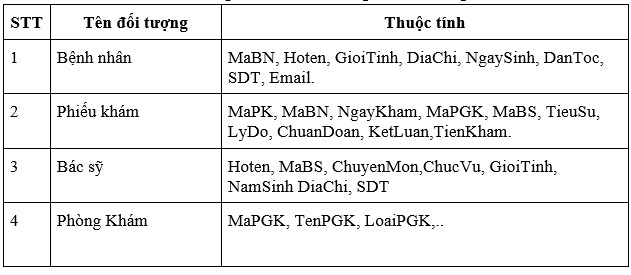 STT Tên đối tượng Thuộc tính
1 Bệnh nhân MaBN, Hoten, GioiTinh, DiaChi, NgaySinh, DanToc,
SDT, Email.
2 Phiếu khám MaPK, MaBN, NgayKham, MaPGK, MaBS, TieuSu,
LyDo, ChuanDoan, KetLuan,TienKham.
3 Bác sỹ Hoten, MaBS, ChuyenMon,ChucVu, GioiTinh,
NamSinh DiaChi, SDT
4 Phòng Khám MaPGK, TenPGK, LoaiPGK,..